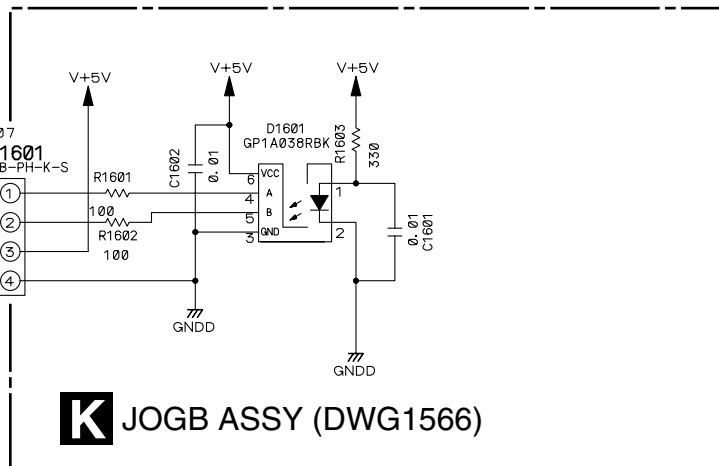 V+5V
V+5V
V+5V
07
1601
B-PH-K-S
1
2
3
4
R1601
100
R1602
100
C1602
0.01
D1601
GP1A038RBK
R1603
330
6 VCC
4 A
5 B
3 GND
1
2
0.01
C1601
GNDD
GNDD
K JOGB ASSY (DWG1566)